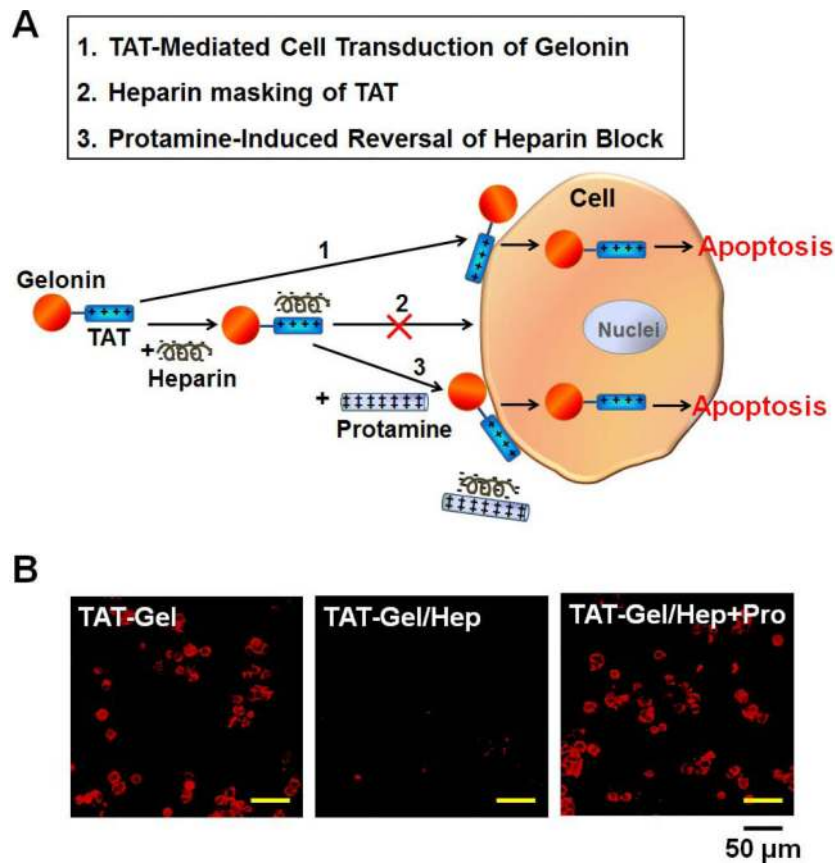 A
1. TAT-Mediated Cell Transduction of Gelonin
2. Heparin masking of TAT
3. Protamine-Induced Reversal of Heparin Block
Cell
1
Apoptosis
Gelonin
TAT
2
Nuclei
+
Heparin
3
+
Protamine
Apoptosis
B
TAT-Gel
TAT-Gel/Hep
TAT-Gel/Hep+Pro
50 μm